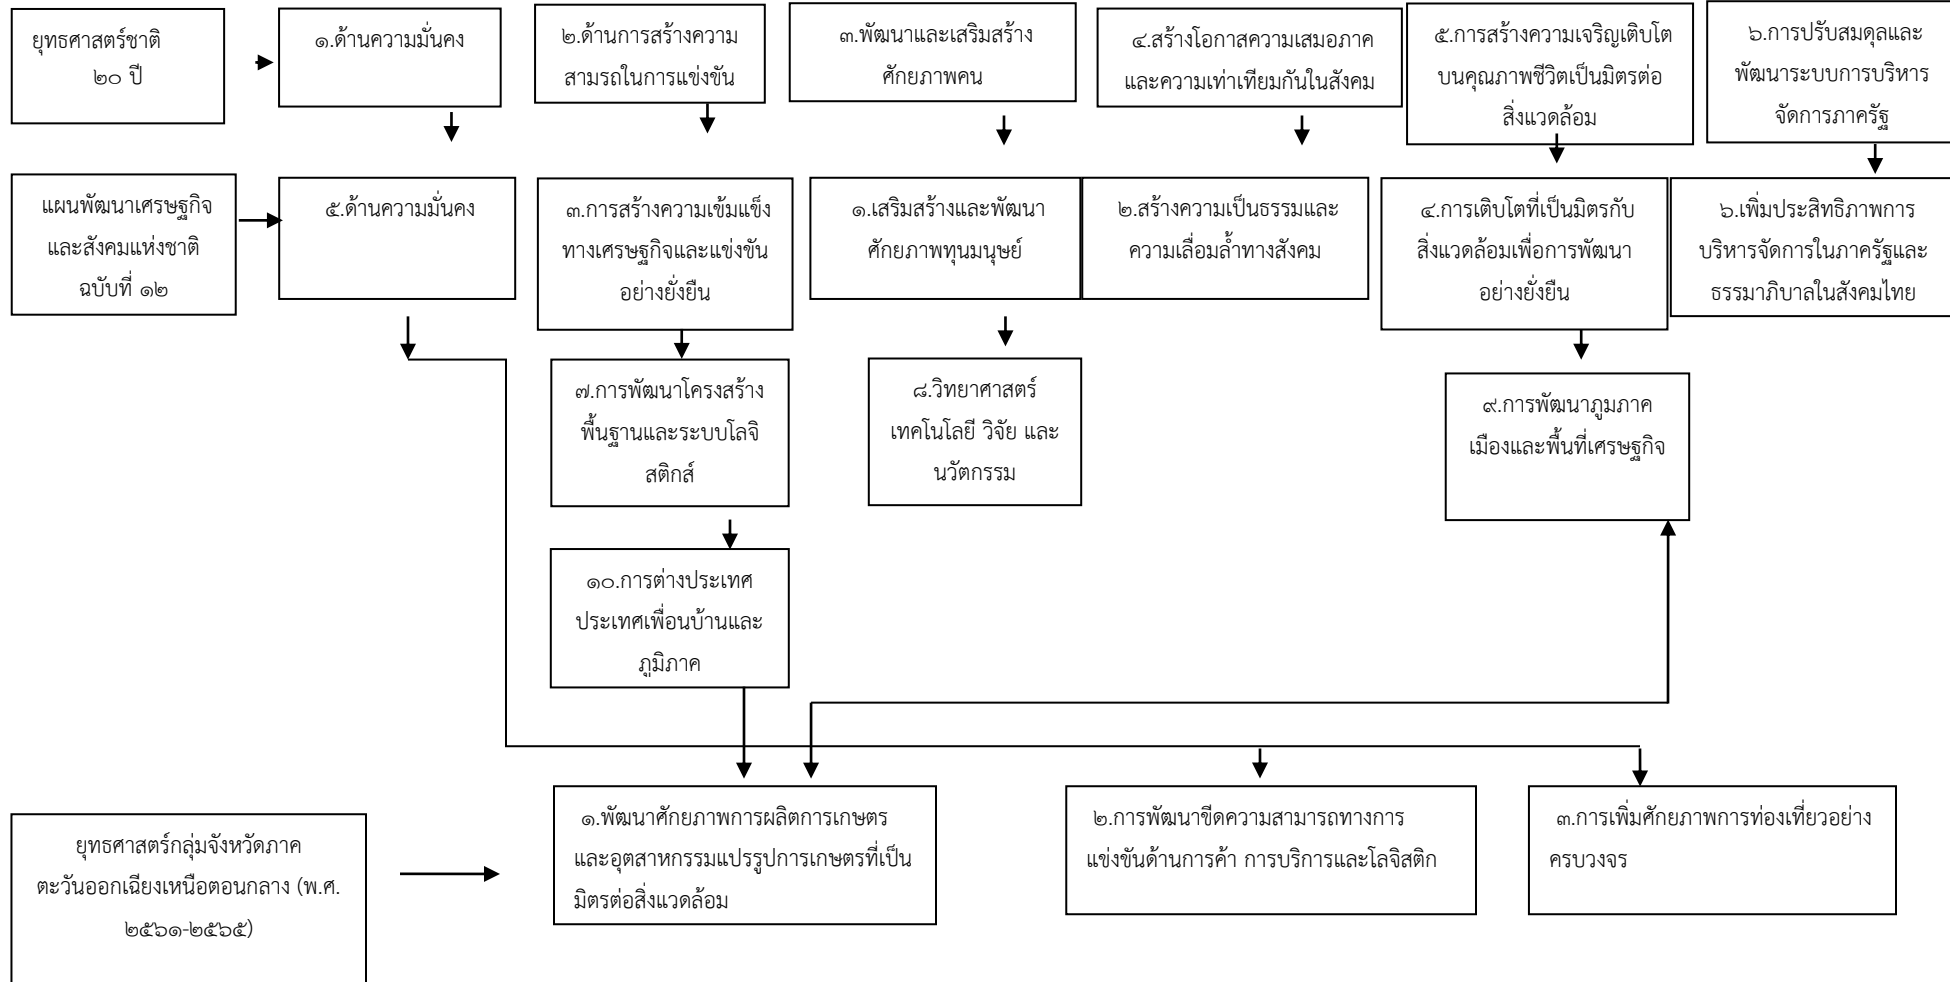 ยุทธศาสตร์ชาติ
๒๐ ปี
๑.ด้านความมั่นคง
๒.ด้านการสร้างความ
สามรถในการแข่งขัน
๓.พัฒนาและเสริมสร้าง
ศักยภาพคน
๔.สร้างโอกาสความเสมอภาค
และความเท่าเทียมกันในสังคม
๕.การสร้างความเจริญเติบโต
บนคุณภาพชีวิตเป็นมิตรต่อ
สิ่งแวดล้อม
๖.การปรับสมดุลและ
พัฒนาระบบการบริหาร
จัดการภาครัฐ
แผนพัฒนาเศรษฐกิจ
และสังคมแห่งชาติ
ฉบับที่ ๑๒
๕.ด้านความมั่นคง
๓.การสร้างความเข้มแข็ง
ทางเศรษฐกิจและแข่งขัน
อย่างยั่งยืน
๑.เสริมสร้างและพัฒนา
ศักยภาพทุนมนุษย์
๒.สร้างความเป็นธรรมและ
ความเลื่อมล้ำทางสังคม
๔.การเติบโตที่เป็นมิตรกับ
สิ่งแวดล้อมเพื่อการพัฒนา
อย่างยั่งยืน
๖.เพิ่มประสิทธิภาพการ
บริหารจัดการในภาครัฐและ
ธรรมาภิบาลในสังคมไทย
๗.การพัฒนาโครงสร้าง
พื้นฐานและระบบโลจิ
สติกส์
๘.วิทยาศาสตร์
เทคโนโลยี วิจัย และ
นวัตกรรม
๙.การพัฒนาภูมภาค
เมืองและพื้นที่เศรษฐกิจ
๑๐.การต่างประเทศ
ประเทศเพื่อนบ้านและ
ภูมิภาค
ยุทธศาสตร์กลุ่มจังหวัดภาค
ตะวันออกเฉียงเหนือตอนกลาง (พ.ศ.
๒๕๖๑-๒๕๖๕)
๑.พัฒนาศักยภาพการผลิตการเกษตร
และอุตสาหกรรมแปรรูปการเกษตรที่เป็น
มิตรต่อสิ่งแวดล้อม
๒.การพัฒนาขีดความสามารถทางการ
แข่งขันด้านการค้า การบริการและโลจิสติก
๓.การเพิ่มศักยภาพการท่องเที่ยวอย่าง
ครบวงจร